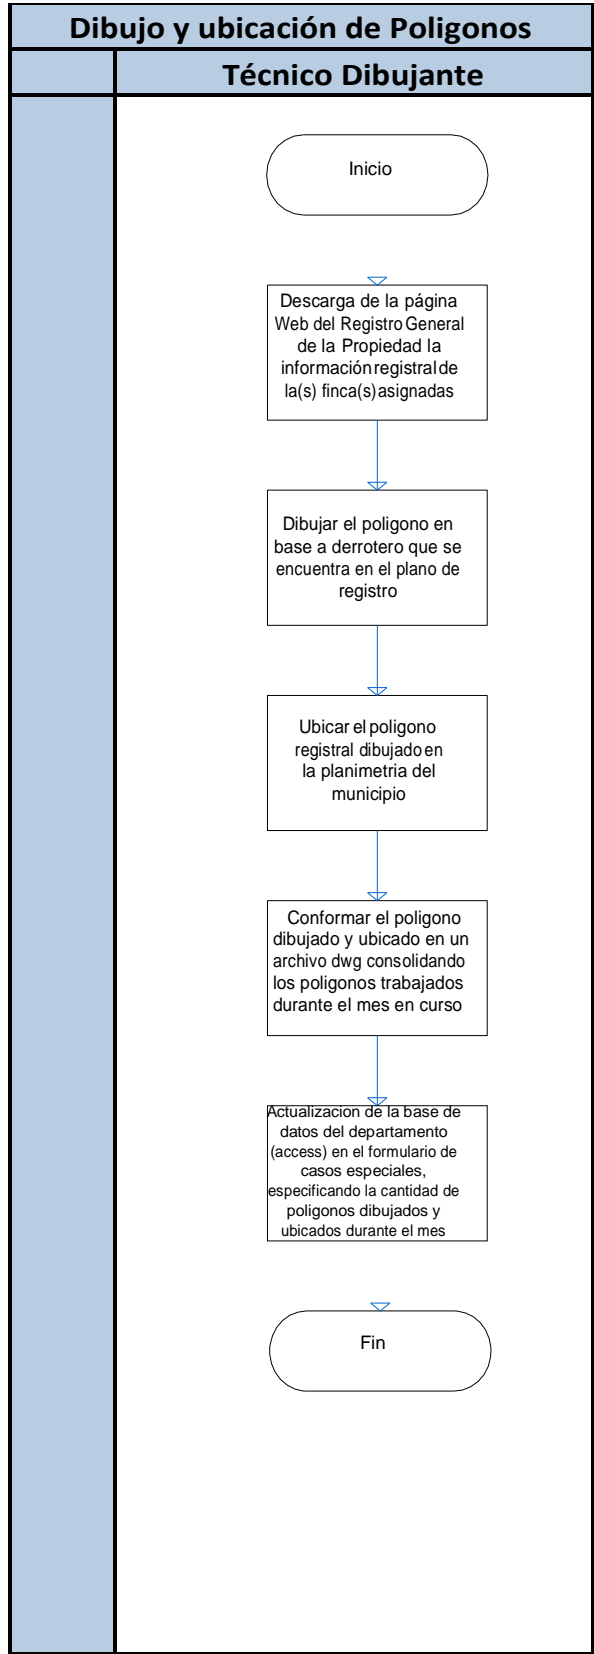 Dibujo y ubicación de Poligonos
Técnico Dibujante
Inicio
Descarga de la página
Web del Registro General
de la Propiedad la
información registral de
la(s) finca(s) asignadas
Dibujar el poligono en
base a derrotero que se
encuentra en el plano de
registro
Ubicar el poligono
registral dibujado en
la planimetria del
municipio
Conformar el poligono
dibujado y ubicado en un
archivo dwg consolidando
los poligonos trabajados
durante el mes en curso
Actualizacion de la base de
datos del departamento
(access) en el formulario de
casos especiales,
especificando la cantidad de
poligonos dibujados y
ubicados durante el mes
Fin